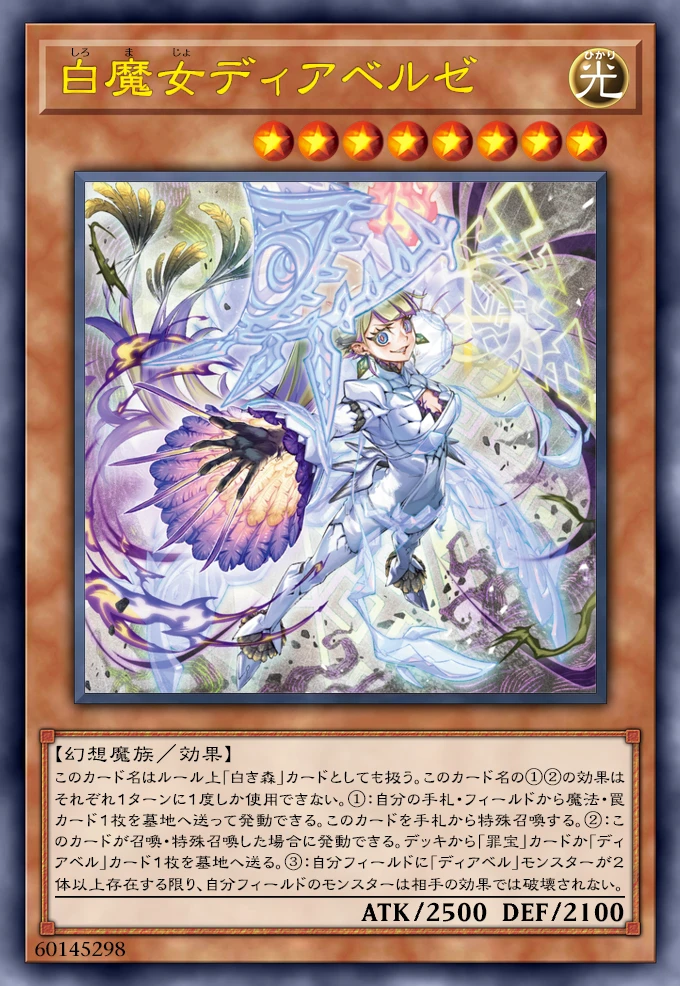 しろ ま じょ
白魔女ディアベルゼ
ひかり
光
【幻想魔族/効果】
このカード名はルール上「白き森」カードとしても扱う。このカード名の①②の効果は
それぞれ1ターンに1度しか使用できない。①:自分の手札・フィールドから魔法・罠
カード1枚を墓地へ送って発動できる。このカードを手札から特殊召喚する。②:こ
のカードが召喚・特殊召喚した場合に発動できる。デッキから「罪宝」カードか「ディ
アベル」カード1枚を墓地へ送る。③:自分フィールドに「ディアベル」モンスターが2
体以上存在する限り、自分フィールドのモンスターは相手の効果では破壊されない。
ATK/2500 DEF/2100
60145298